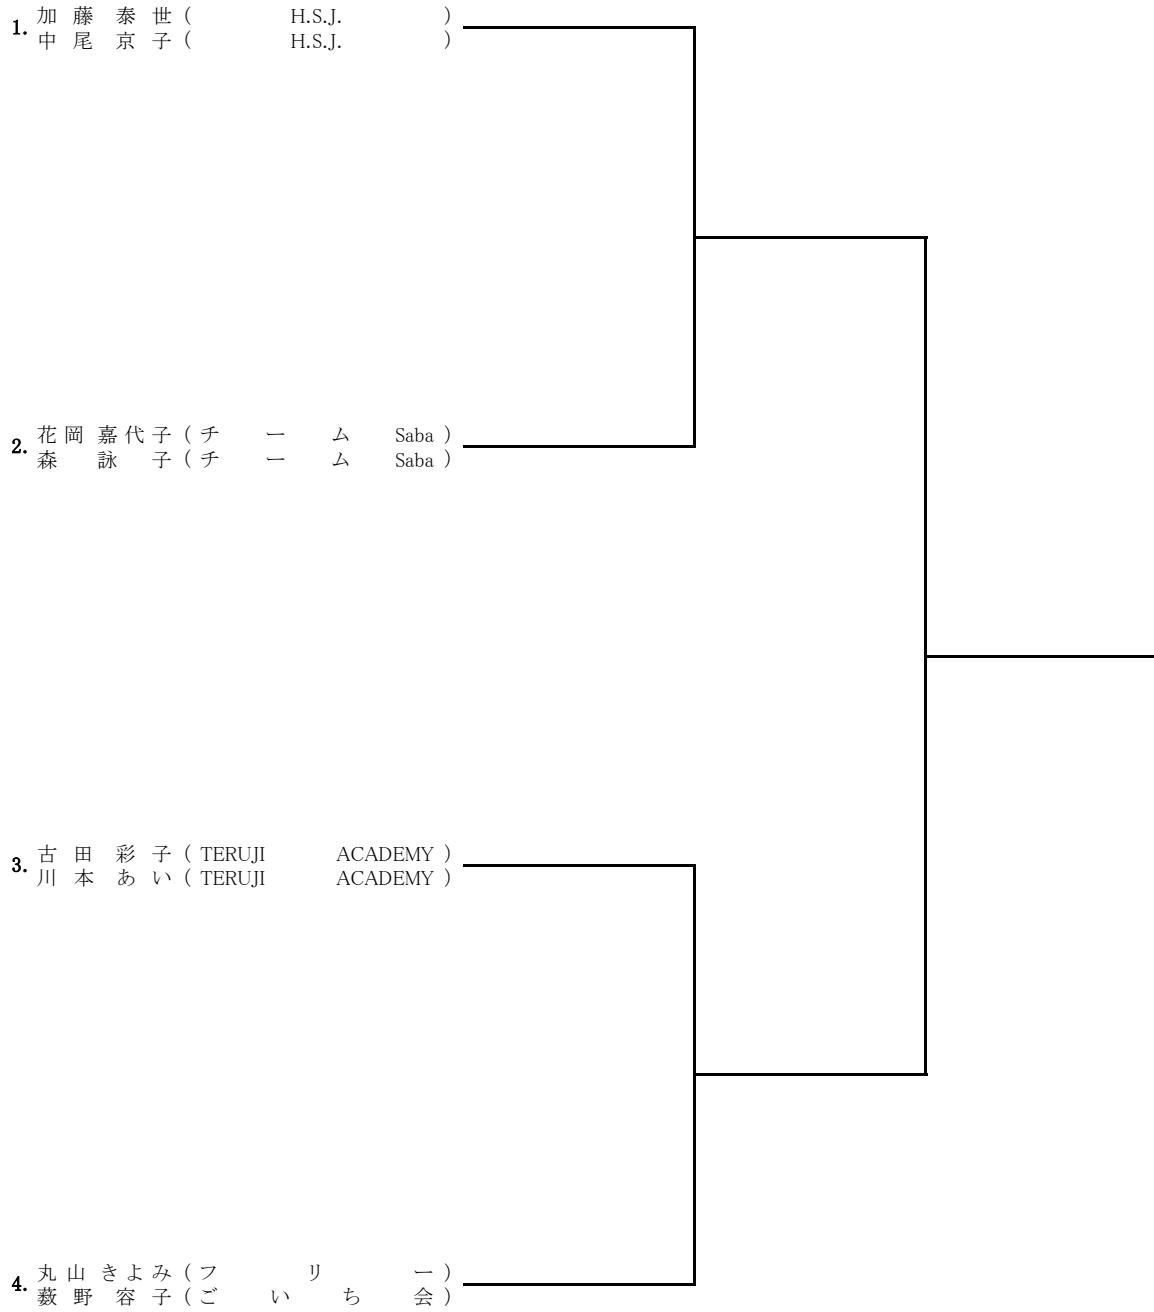 1. 加藤 泰世 ( H.S.J. )
中尾 京子 ( H.S.J. )
2. 花岡 嘉代子 ( チーム Saba )
森 詠子 ( チーム Saba )
3. 古田 彩子 ( TERUJI ACADEMY )
川本 あい ( TERUJI ACADEMY )
4. 丸山 きよみ ( フリー )
薮野 容子 ( ごいち会 )